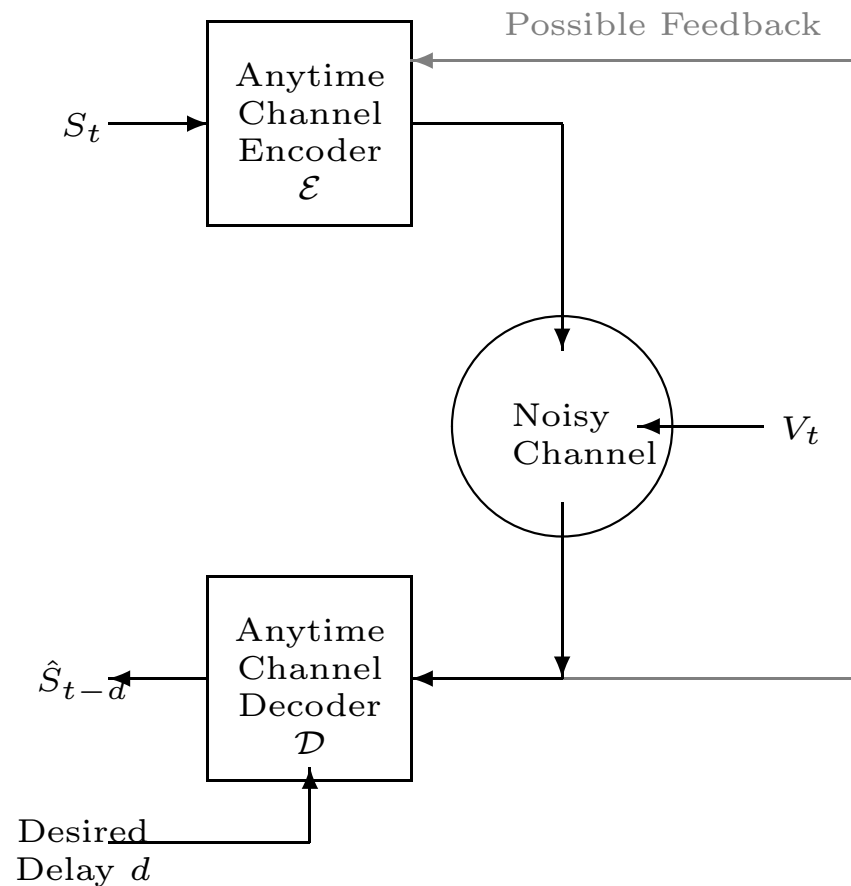 Possible Feedback
Anytime
Channel
Encoder
ℰ
S_t
Noisy
Channel
V_t
Anytime
Channel
Decoder
𝒟
Ŝ_{t−d}
Desired
Delay d